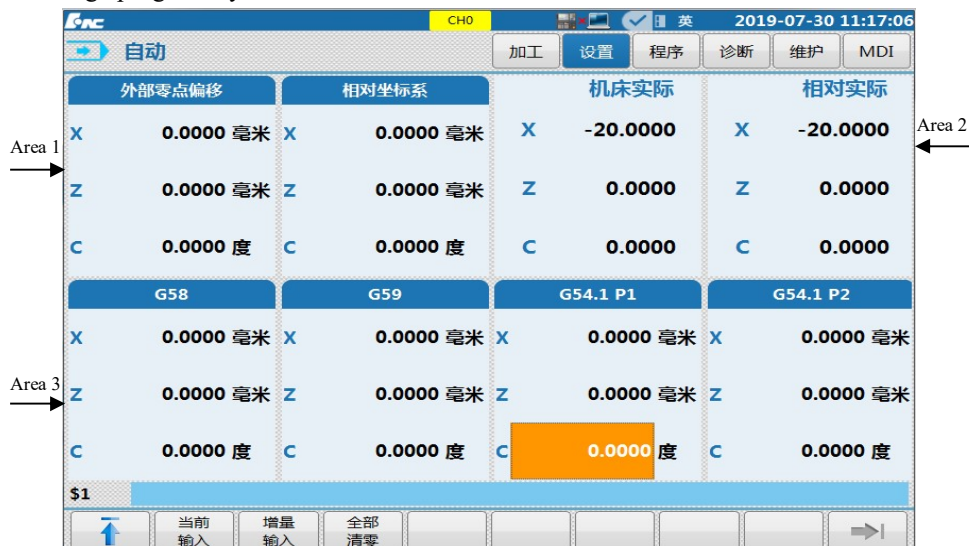 CH0 英 2019-07-30 11:17:06
自动 加工 设置 程序 诊断 维护 MDI
外部零点偏移 相对坐标系 机床实际 相对实际
X 0.0000 毫米 X 0.0000 毫米 X -20.0000 X -20.0000
Area 1 Area 2
Z 0.0000 毫米 Z 0.0000 毫米 Z 0.0000 Z 0.0000
C 0.0000 度 C 0.0000 度 C 0.0000 C 0.0000
G58 G59 G54.1 P1 G54.1 P2
X 0.0000 毫米 X 0.0000 毫米 X 0.0000 毫米 X 0.0000 毫米
Area 3
Z 0.0000 毫米 Z 0.0000 毫米 Z 0.0000 毫米 Z 0.0000 毫米
C 0.0000 度 C 0.0000 度 C 0.0000 度 C 0.0000 度
$1
当前 增量 全部
输入 输入 清零